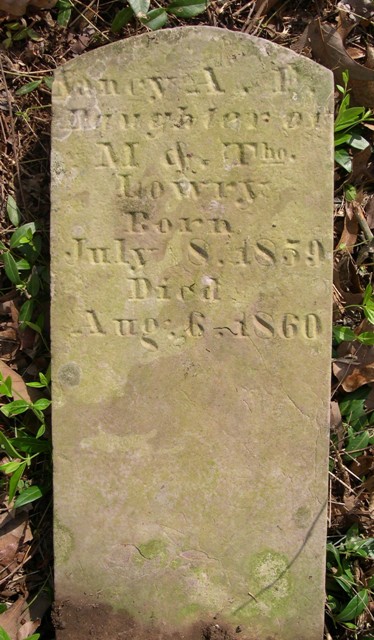 Nancy A. D.
Daughter of
M & Tho.
Lowry
Born
July 8. 1859
Died
Aug. 6. 1860